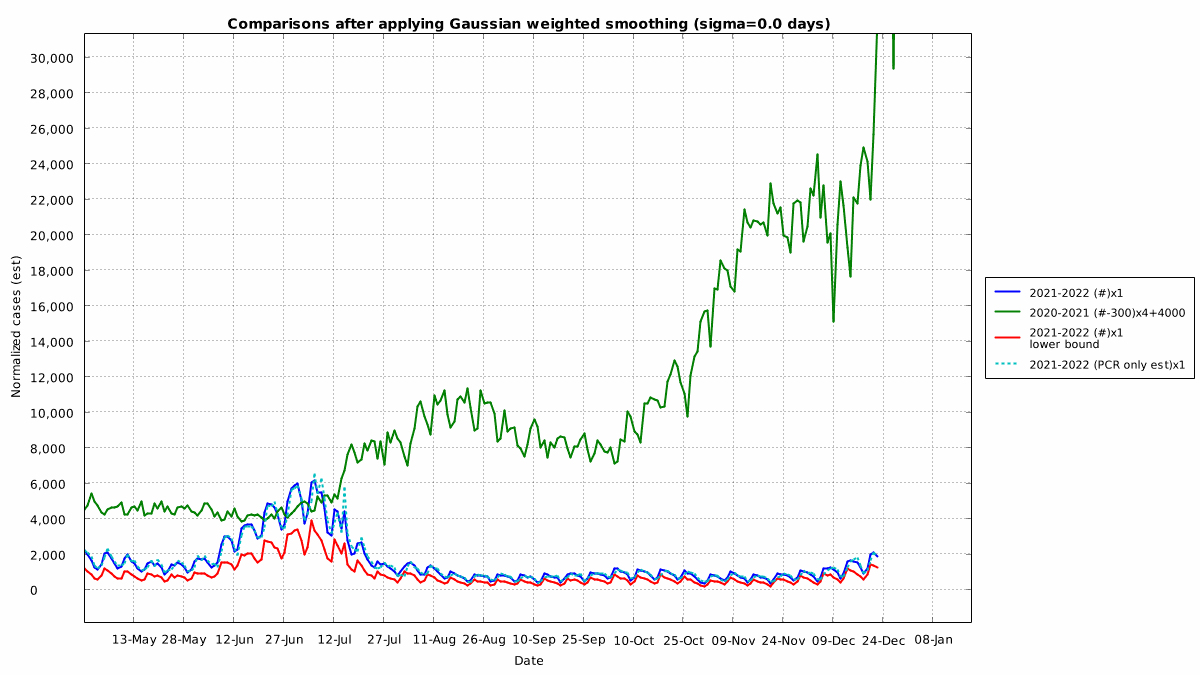 Comparisons after applying Gaussian weighted smoothing (sigma=0.0 days)
30,000
28,000
26,000
24,000
22,000
20,000
18,000
16,000
14,000
12,000
10,000
8,000
6,000
4,000
2,000
0
Normalized cases (est)
13-May 28-May 12-Jun 27-Jun 12-Jul 27-Jul 11-Aug 26-Aug 10-Sep 25-Sep 10-Oct 25-Oct 09-Nov 24-Nov 09-Dec 24-Dec 08-Jan
Date
2021-2022 (#)x1
2020-2021 (#-300)x4+4000
2021-2022 (#)x1
lower bound
2021-2022 (PCR only est)x1